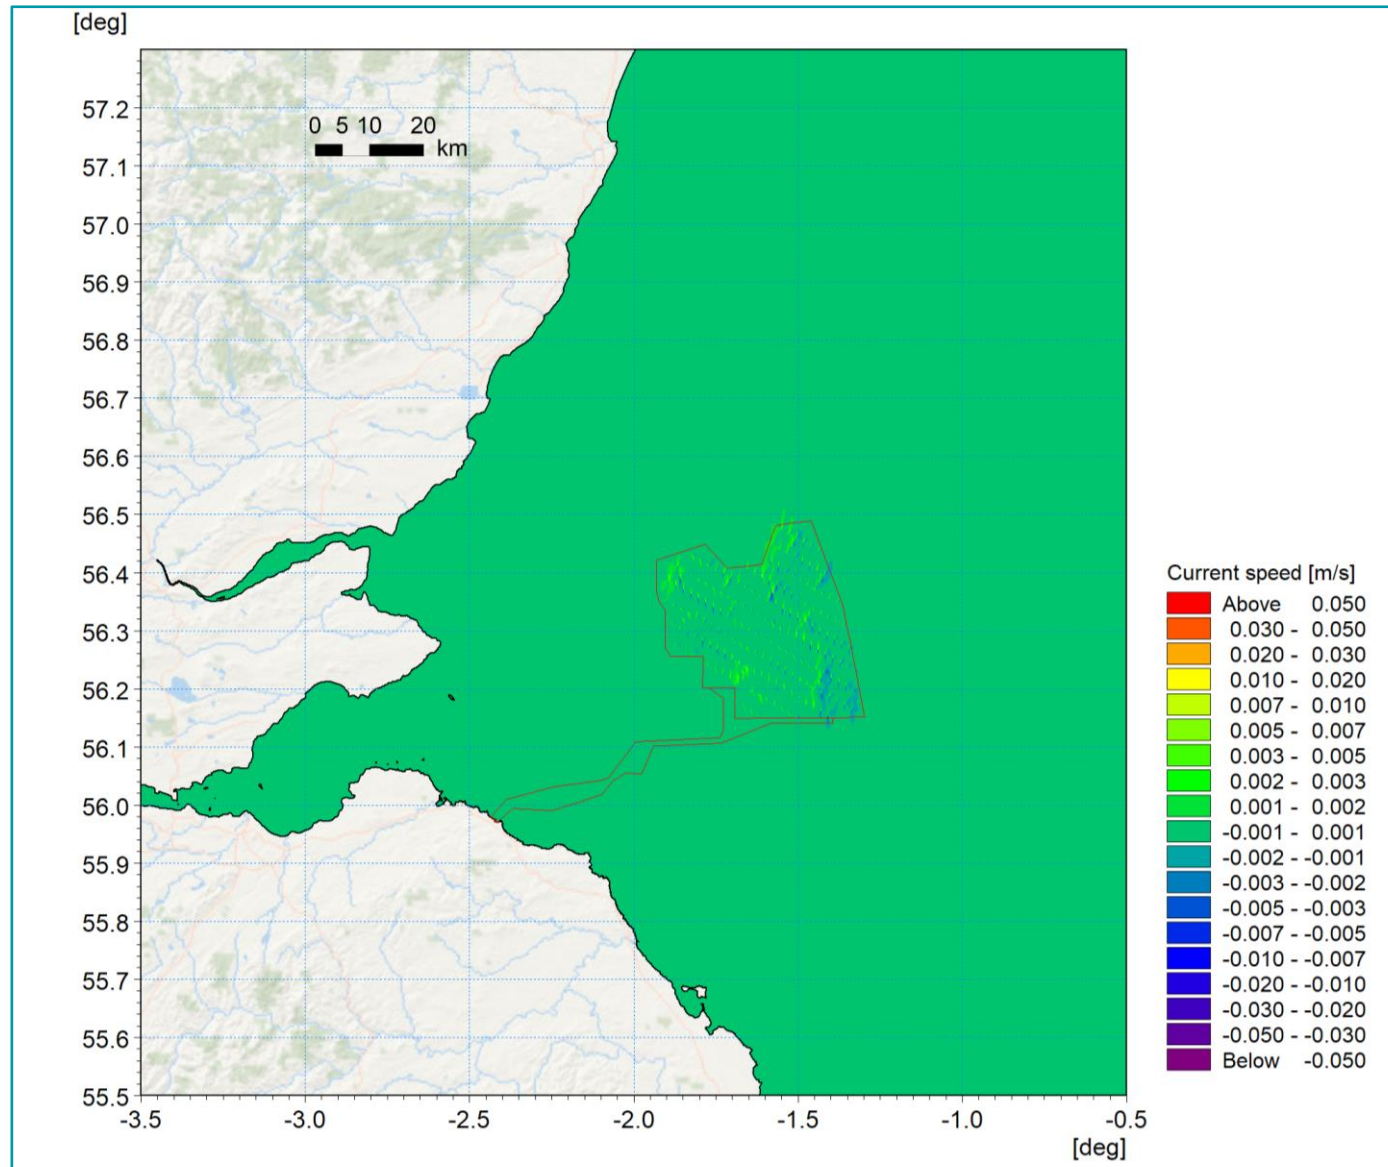 [deg]
57.2
57.1
57.0
56.9
56.8
56.7
56.6
56.5
56.4
56.3
56.2
56.1
56.0
55.9
55.8
55.7
55.6
55.5
0 5 10 20
km
-3.5 -3.0 -2.5 -2.0 -1.5 -1.0 -0.5
[deg]
Current speed [m/s]
Above 0.050
0.030 - 0.050
0.020 - 0.030
0.010 - 0.020
0.007 - 0.010
0.005 - 0.007
0.003 - 0.005
0.002 - 0.003
0.001 - 0.002
-0.001 - 0.001
-0.002 - -0.001
-0.003 - -0.002
-0.005 - -0.003
-0.007 - -0.005
-0.010 - -0.007
-0.020 - -0.010
-0.030 - -0.020
-0.050 - -0.030
Below -0.050